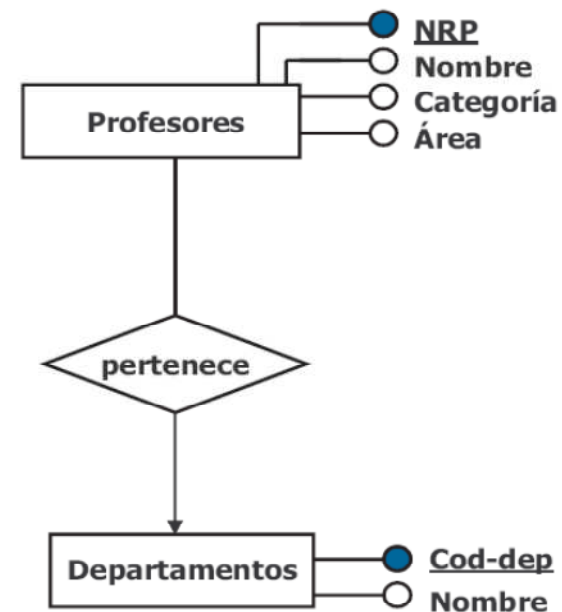 NRP
Nombre
Categoría
Área
Profesores
pertenece
Departamentos
Cod-dep
Nombre